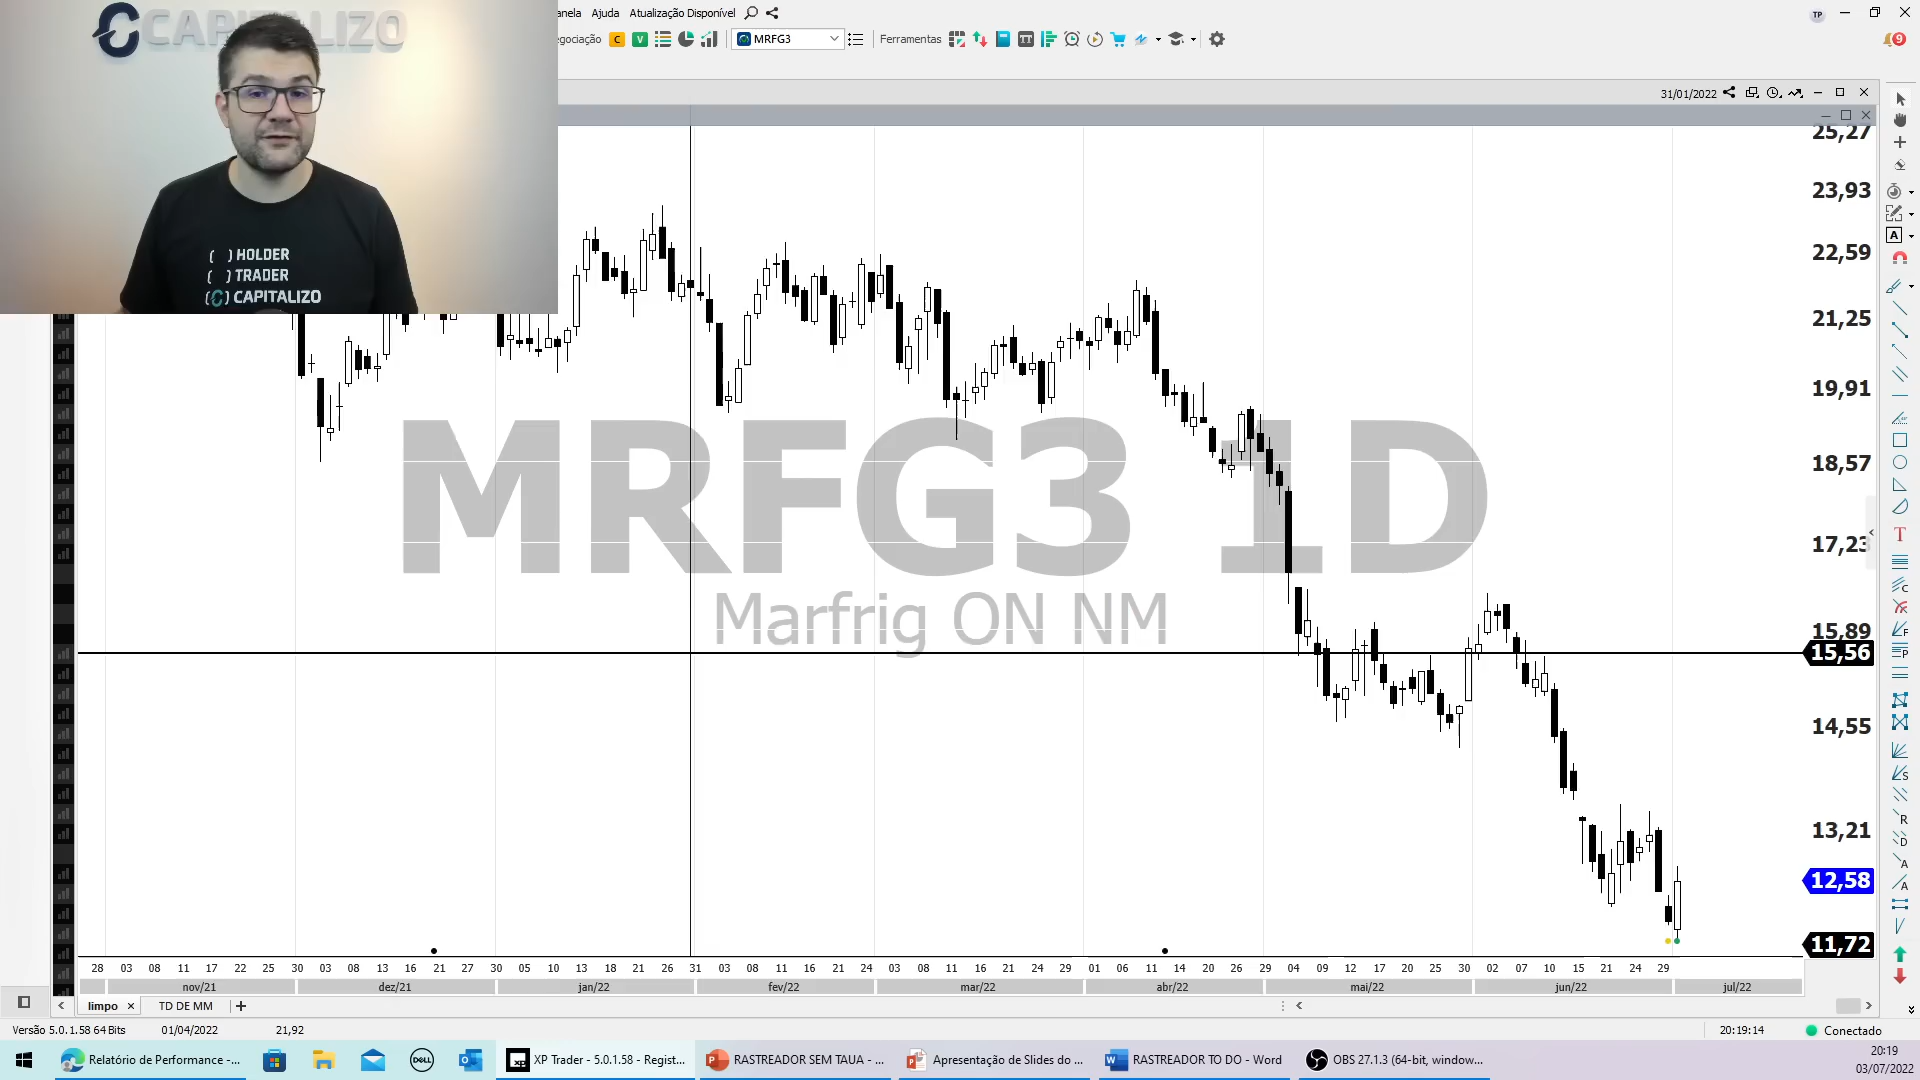 CAPITALIZO
Ajuda
Atualização Disponível
TP
MRFG3
Ferramentas
9
31/01/2022
( ) HOLDER
( ) TRADER
(C) CAPITALIZO
25,27
23,93
22,59
21,25
19,91
18,57
17,23
15,89
15,56
14,55
13,21
12,58
11,72
MRFG3 1D
Marfrig ON NM
28 03 08 11 17 22 25 30 03 08 13 16 21 27 30 05 10 13 18 21 26 31 03 08 11 16 21 24 03 08 11 16 21 24 29 01 06 11 14 20 26 29 04 09 12 17 20 25 30 02 07 10 15 21 24 29
nov/21 dez/21 jan/22 fev/22 mar/22 abr/22 mai/22 jun/22 jul/22
limpo
TD DE MM
Versão 5.0.1.58 64 Bits
01/04/2022
21,92
20:19:14
Conectado
Relatório de Performance -...
DELL
XP Trader - 5.0.1.58 - Regist...
RASTREADOR SEM TAUA - ...
Apresentação de Slides do ...
RASTREADOR TO DO - Word
OBS 27.1.3 (64-bit, window...
20:19
03/07/2022